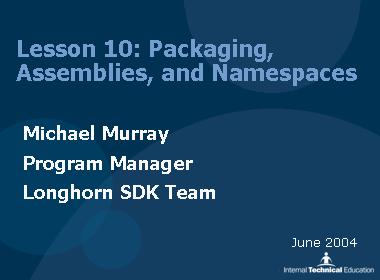 Lesson 10: Packaging,
Assemblies, and Namespaces
Michael Murray
Program Manager
Longhorn SDK Team
June 2004
Internal Technical Education